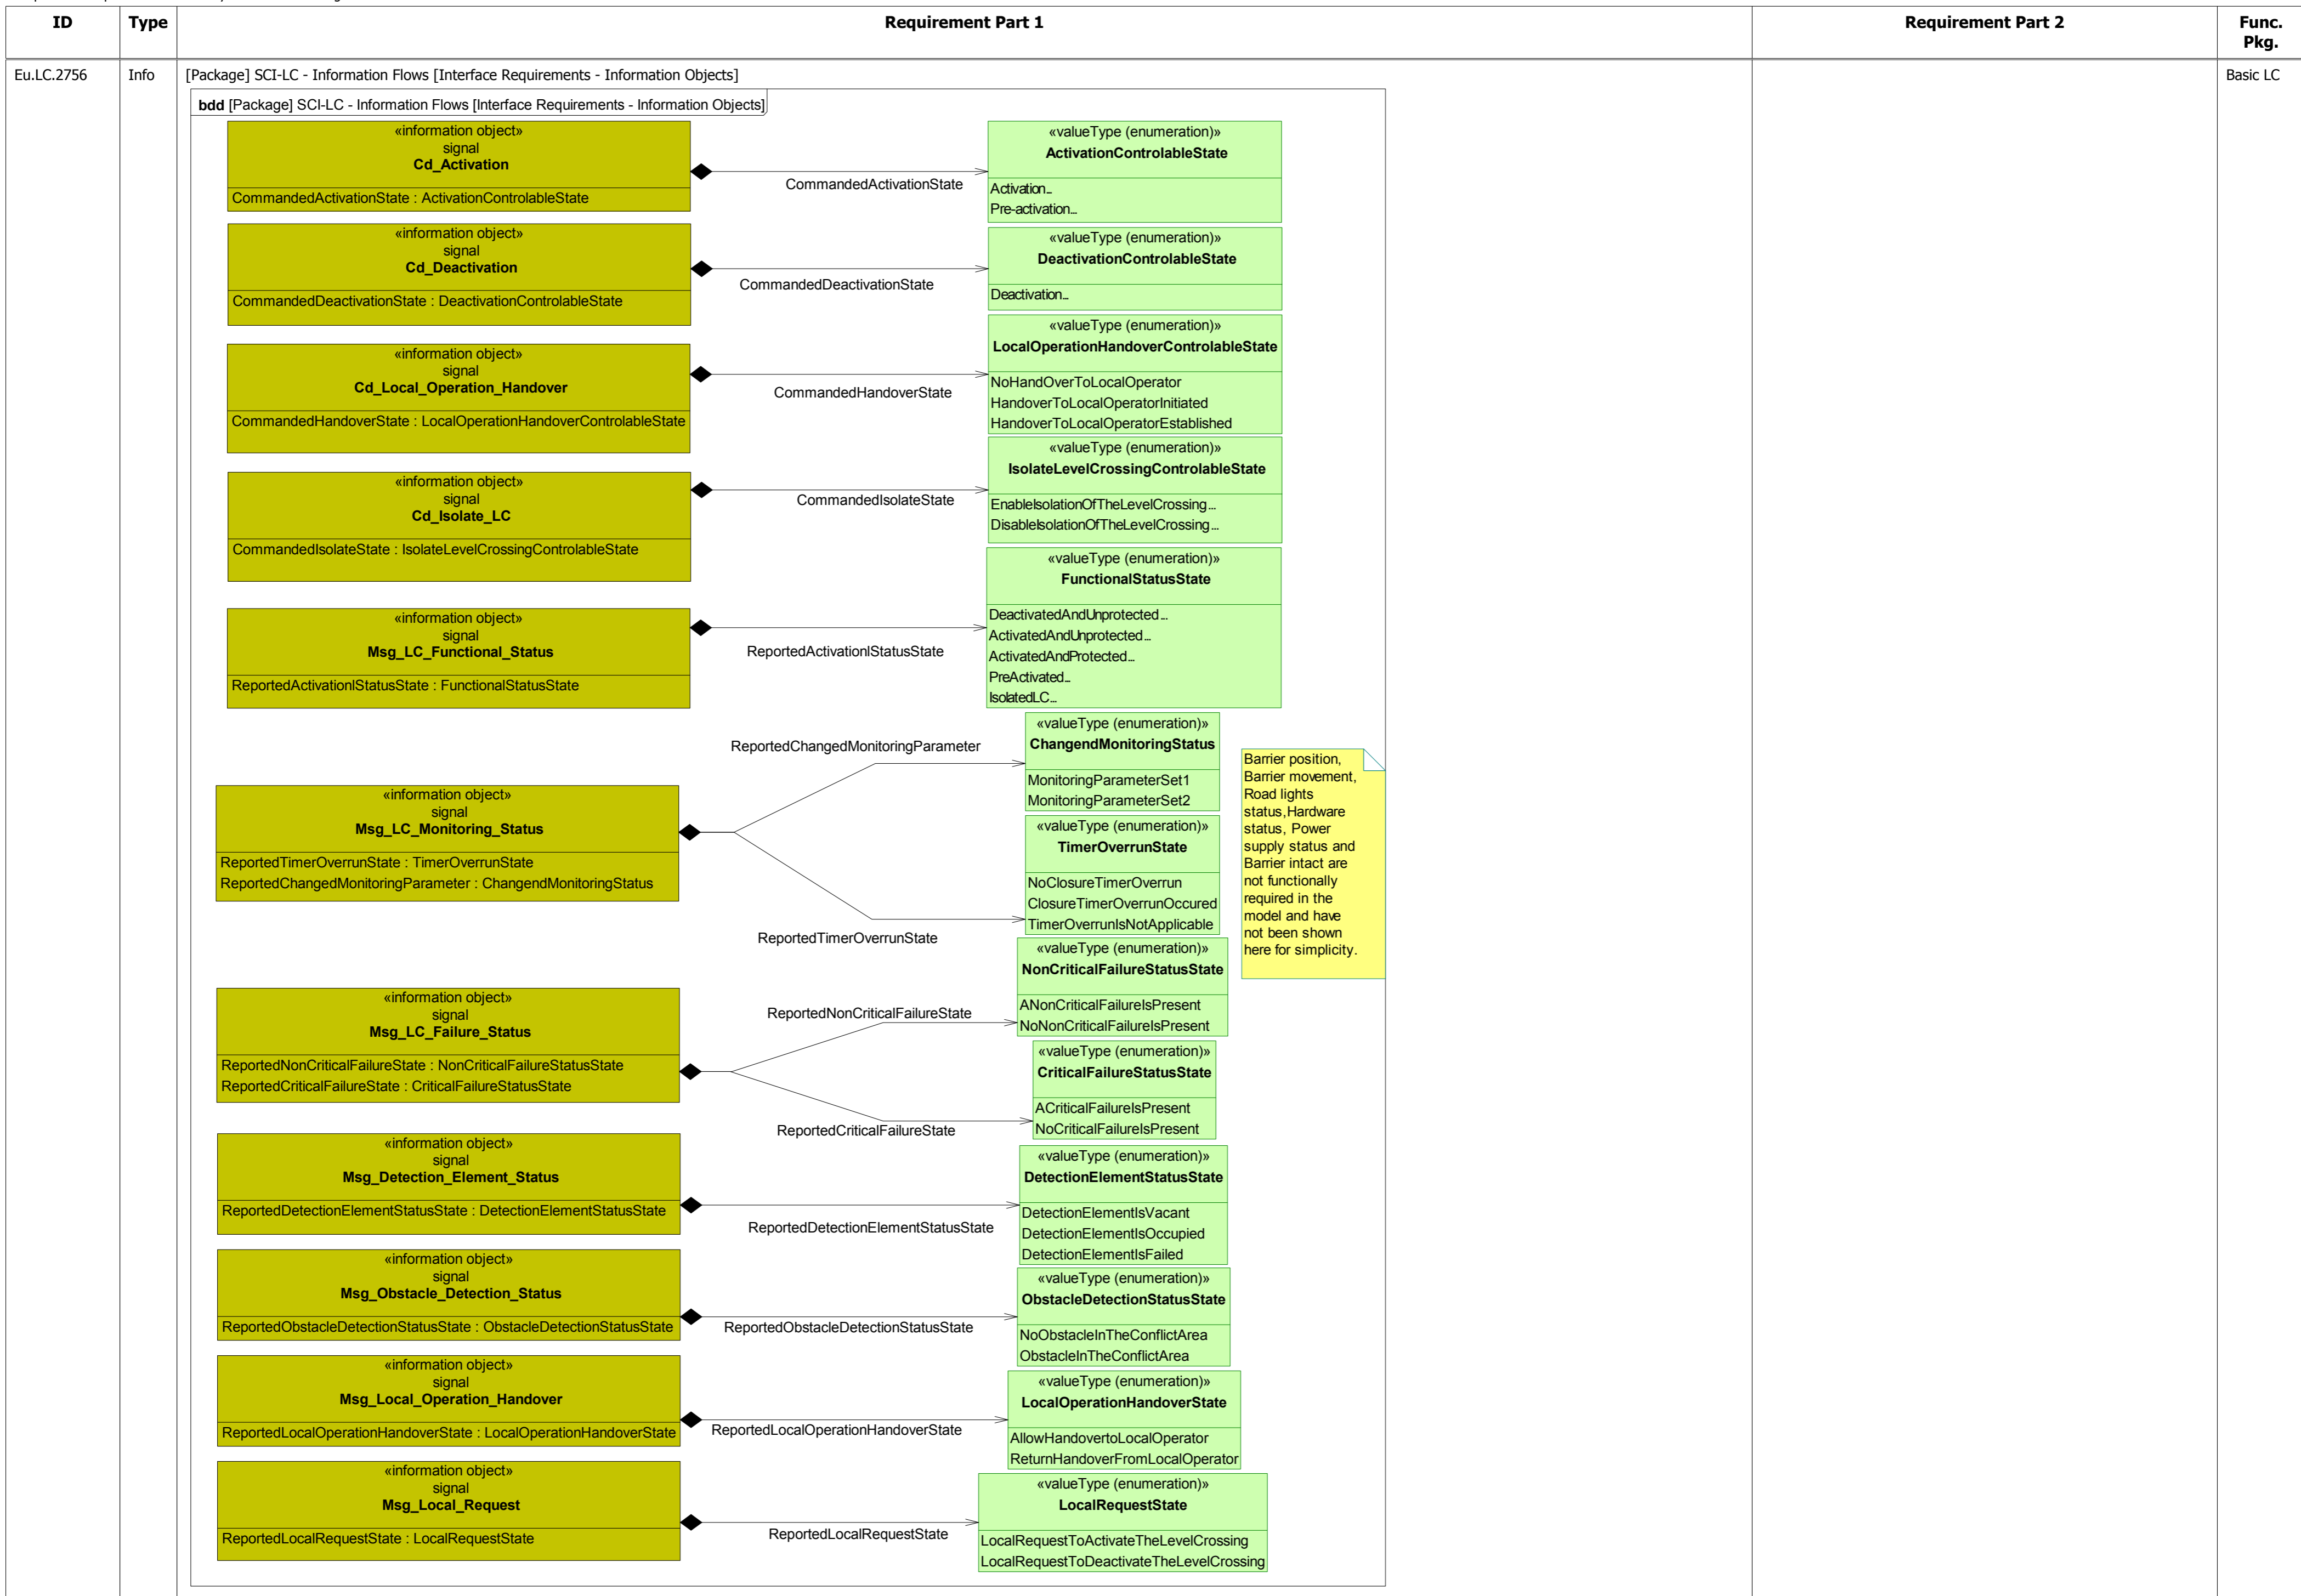 ID
Type
Requirement Part 1
Requirement Part 2
Func.
Pkg.
Eu.LC.2756
Info
[Package] SCI-LC - Information Flows [Interface Requirements - Information Objects]
Basic LC
bdd [Package] SCI-LC - Information Flows [Interface Requirements - Information Objects]
«information object»
signal
Cd_Activation
CommandedActivationState : ActivationControlableState
CommandedActivationState
«valueType (enumeration)»
ActivationControlableState
Activation...
Pre-activation...
«information object»
signal
Cd_Deactivation
CommandedDeactivationState : DeactivationControlableState
CommandedDeactivationState
«valueType (enumeration)»
DeactivationControlableState
Deactivation...
«information object»
signal
Cd_Local_Operation_Handover
CommandedHandoverState : LocalOperationHandoverControlableState
CommandedHandoverState
«valueType (enumeration)»
LocalOperationHandoverControlableState
NoHandOverToLocalOperator
HandoverToLocalOperatorInitiated
HandoverToLocalOperatorEstablished
«information object»
signal
Cd_Isolate_LC
CommandedIsolateState : IsolateLevelCrossingControlableState
CommandedIsolateState
«valueType (enumeration)»
IsolateLevelCrossingControlableState
EnableIsolationOfTheLevelCrossing...
DisableIsolationOfTheLevelCrossing...
«information object»
signal
Msg_LC_Functional_Status
ReportedActivationlStatusState : FunctionalStatusState
ReportedActivationlStatusState
«valueType (enumeration)»
FunctionalStatusState
DeactivatedAndUnprotected...
ActivatedAndUnprotected...
ActivatedAndProtected...
PreActivated...
IsolatedLC...
«information object»
signal
Msg_LC_Monitoring_Status
ReportedTimerOverrunState : TimerOverrunState
ReportedChangedMonitoringParameter : ChangendMonitoringStatus
ReportedChangedMonitoringParameter
«valueType (enumeration)»
ChangendMonitoringStatus
MonitoringParameterSet1
MonitoringParameterSet2
ReportedTimerOverrunState
«valueType (enumeration)»
TimerOverrunState
NoClosureTimerOverrun
ClosureTimerOverrunOccured
TimerOverrunIsNotApplicable
Barrier position,
Barrier movement,
Road lights
status,Hardware
status, Power
supply status and
Barrier intact are
not functionally
required in the
model and have
not been shown
here for simplicity.
«information object»
signal
Msg_LC_Failure_Status
ReportedNonCriticalFailureState : NonCriticalFailureStatusState
ReportedCriticalFailureState : CriticalFailureStatusState
ReportedNonCriticalFailureState
«valueType (enumeration)»
NonCriticalFailureStatusState
ANonCriticalFailureIsPresent
NoNonCriticalFailureIsPresent
ReportedCriticalFailureState
«valueType (enumeration)»
CriticalFailureStatusState
ACriticalFailureIsPresent
NoCriticalFailureIsPresent
«information object»
signal
Msg_Detection_Element_Status
ReportedDetectionElementStatusState : DetectionElementStatusState
ReportedDetectionElementStatusState
«valueType (enumeration)»
DetectionElementStatusState
DetectionElementIsVacant
DetectionElementIsOccupied
DetectionElementIsFailed
«information object»
signal
Msg_Obstacle_Detection_Status
ReportedObstacleDetectionStatusState : ObstacleDetectionStatusState
ReportedObstacleDetectionStatusState
«valueType (enumeration)»
ObstacleDetectionStatusState
NoObstacleInTheConflictArea
ObstacleInTheConflictArea
«information object»
signal
Msg_Local_Operation_Handover
ReportedLocalOperationHandoverState : LocalOperationHandoverState
ReportedLocalOperationHandoverState
«valueType (enumeration)»
LocalOperationHandoverState
AllowHandovertoLocalOperator
ReturnHandoverFromLocalOperator
«information object»
signal
Msg_Local_Request
ReportedLocalRequestState : LocalRequestState
ReportedLocalRequestState
«valueType (enumeration)»
LocalRequestState
LocalRequestToActivateTheLevelCrossing
LocalRequestToDeactivateTheLevelCrossing